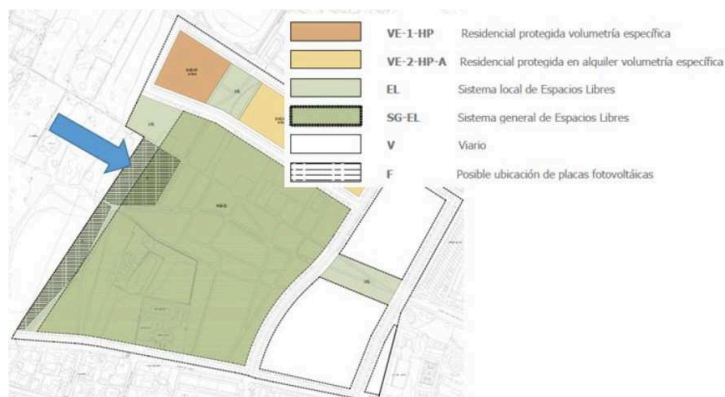 VE-1-HP Residencial protegida volumetría específica
VE-2-HP-A Residencial protegida en alquiler volumetría específica
EL Sistema local de Espacios Libres
SG-EL Sistema general de Espacios Libres
V Viario
F Posible ubicación de placas fotovoltáicas